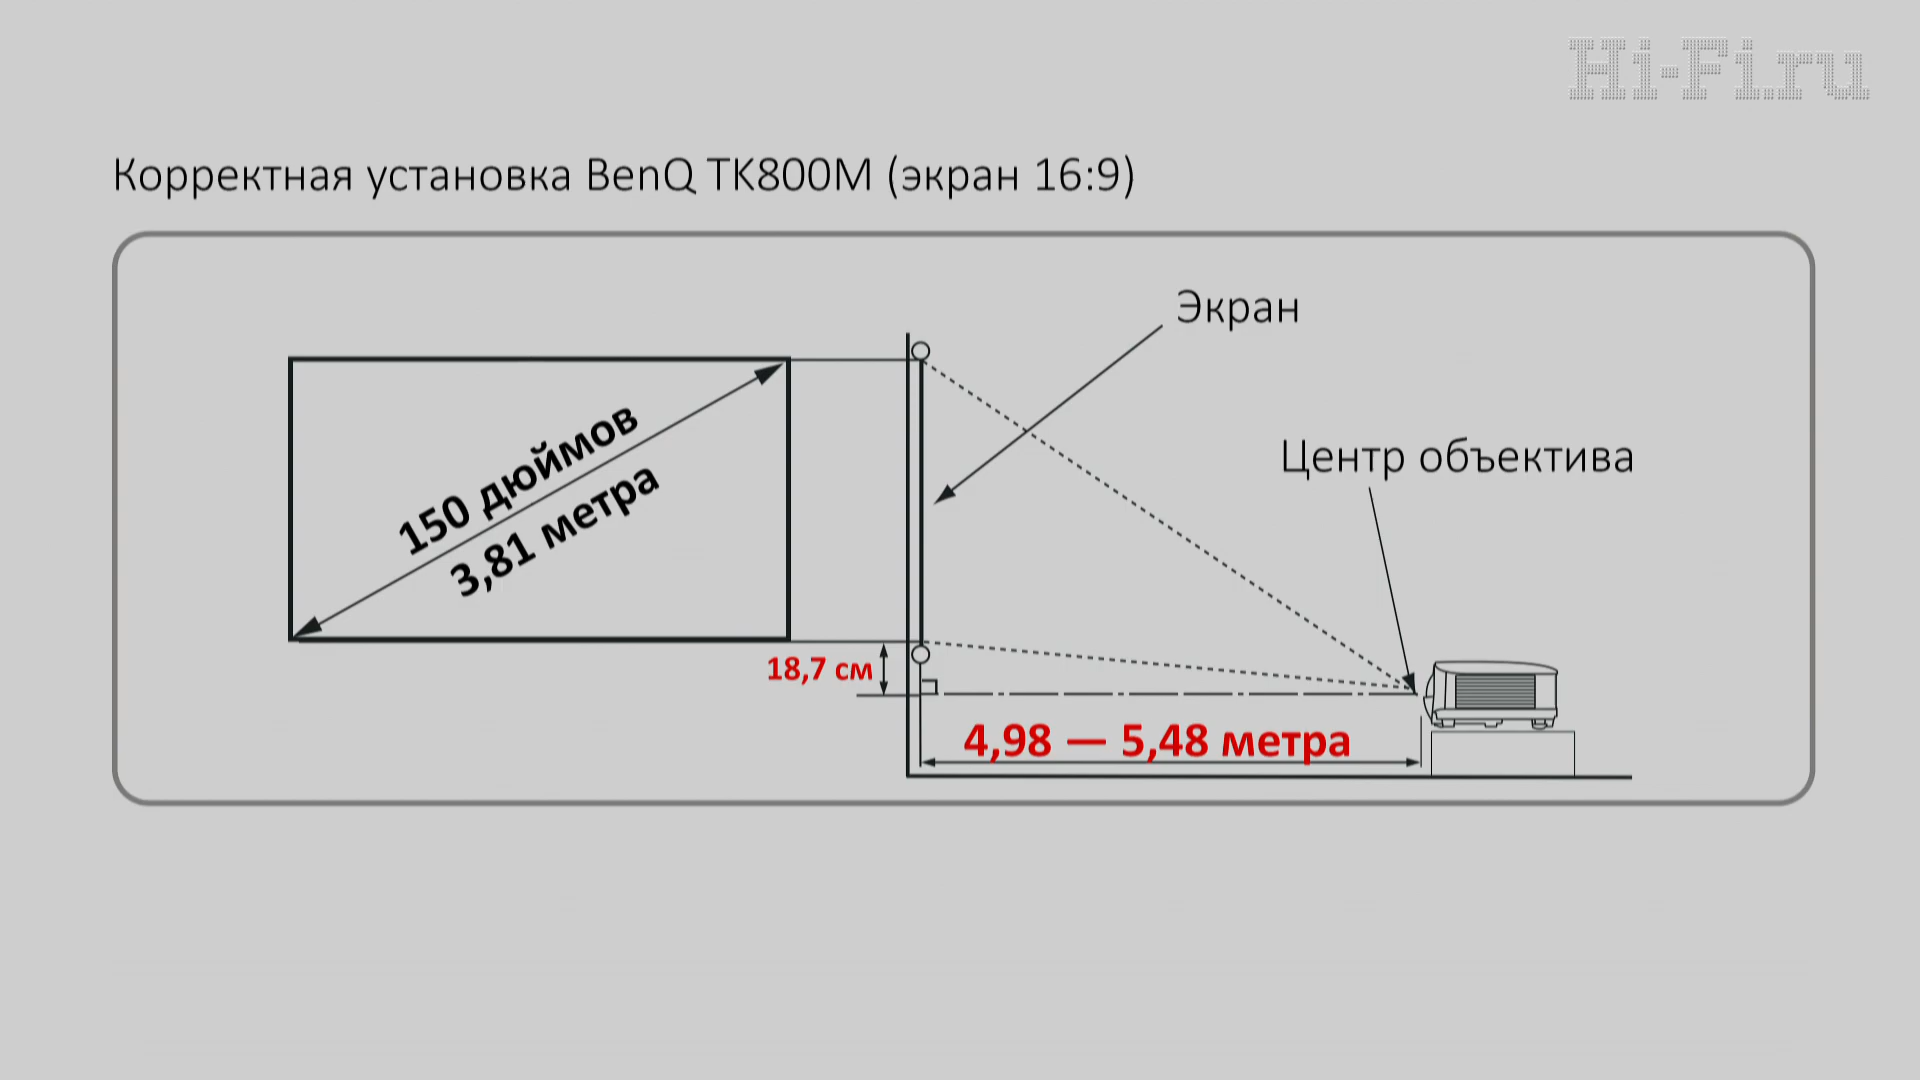 Hi-Fi.ru
Корректная установка BenQ TK800M (экран 16:9)
Экран
Центр объектива
150 дюймов
3,81 метра
18,7 см
4,98 — 5,48 метра